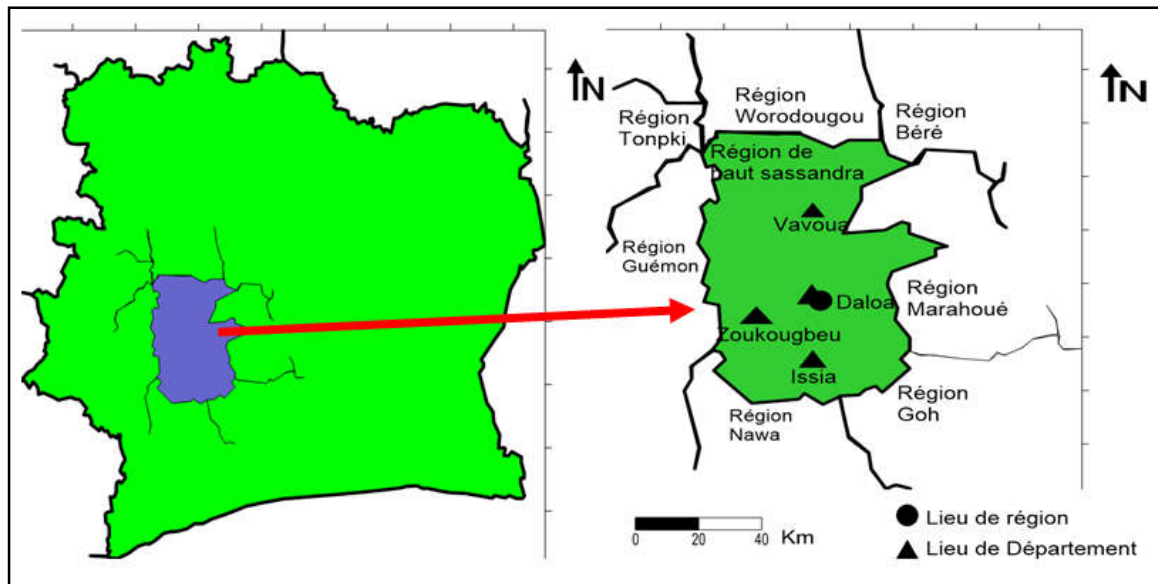 N
N
Région
Worodougou
Région
Tonpki
Région
Béré
Région de
haut sassandra
Vavoua
Région
Guémon
Daloa
Région
Marahoué
Zoukougbeu
Issia
Région
Goh
Région
Nawa
0 20 40
Km
Lieu de région
Lieu de Département